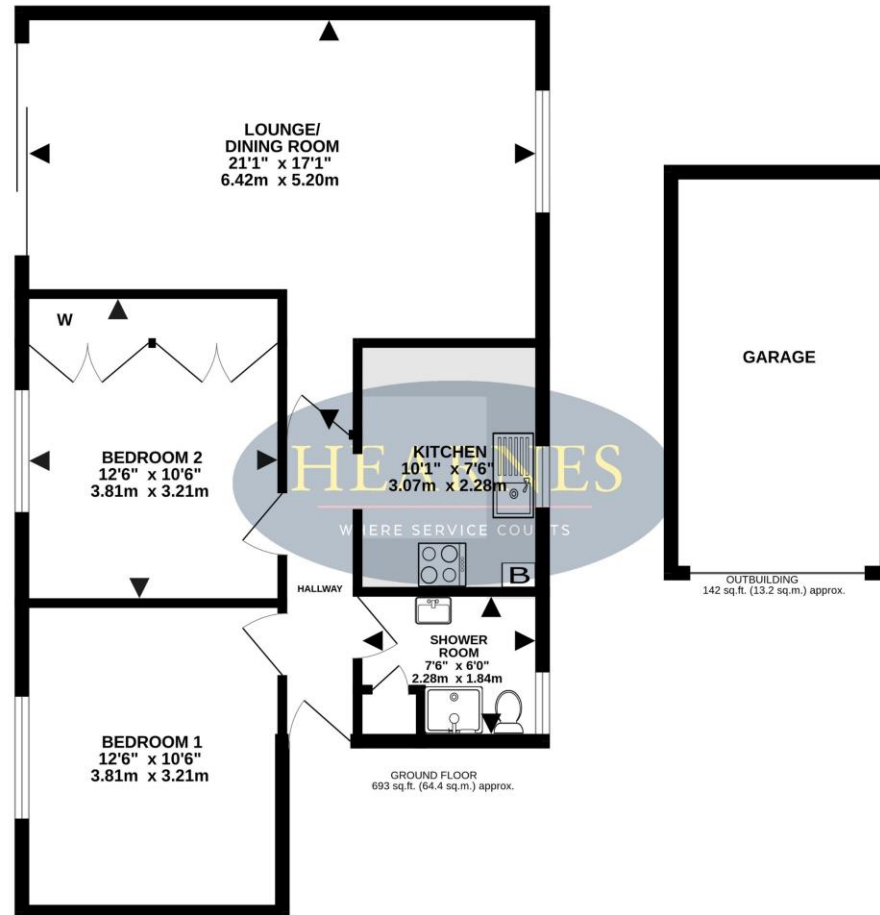 LOUNGE/
DINING ROOM
21'1" x 17'1"
6.42m x 5.20m
W
BEDROOM 2
12'6" x 10'6"
3.81m x 3.21m
KITCHEN
10'1" x 7'6"
3.07m x 2.28m
HEARNES
WHERE SERVICE COUNTS
B
HALLWAY
SHOWER
ROOM
7'6" x 6'0"
2.28m x 1.84m
BEDROOM 1
12'6" x 10'6"
3.81m x 3.21m
GROUND FLOOR
693 sq.ft. (64.4 sq.m.) approx.
GARAGE
OUTBUILDING
142 sq.ft. (13.2 sq.m.) approx.